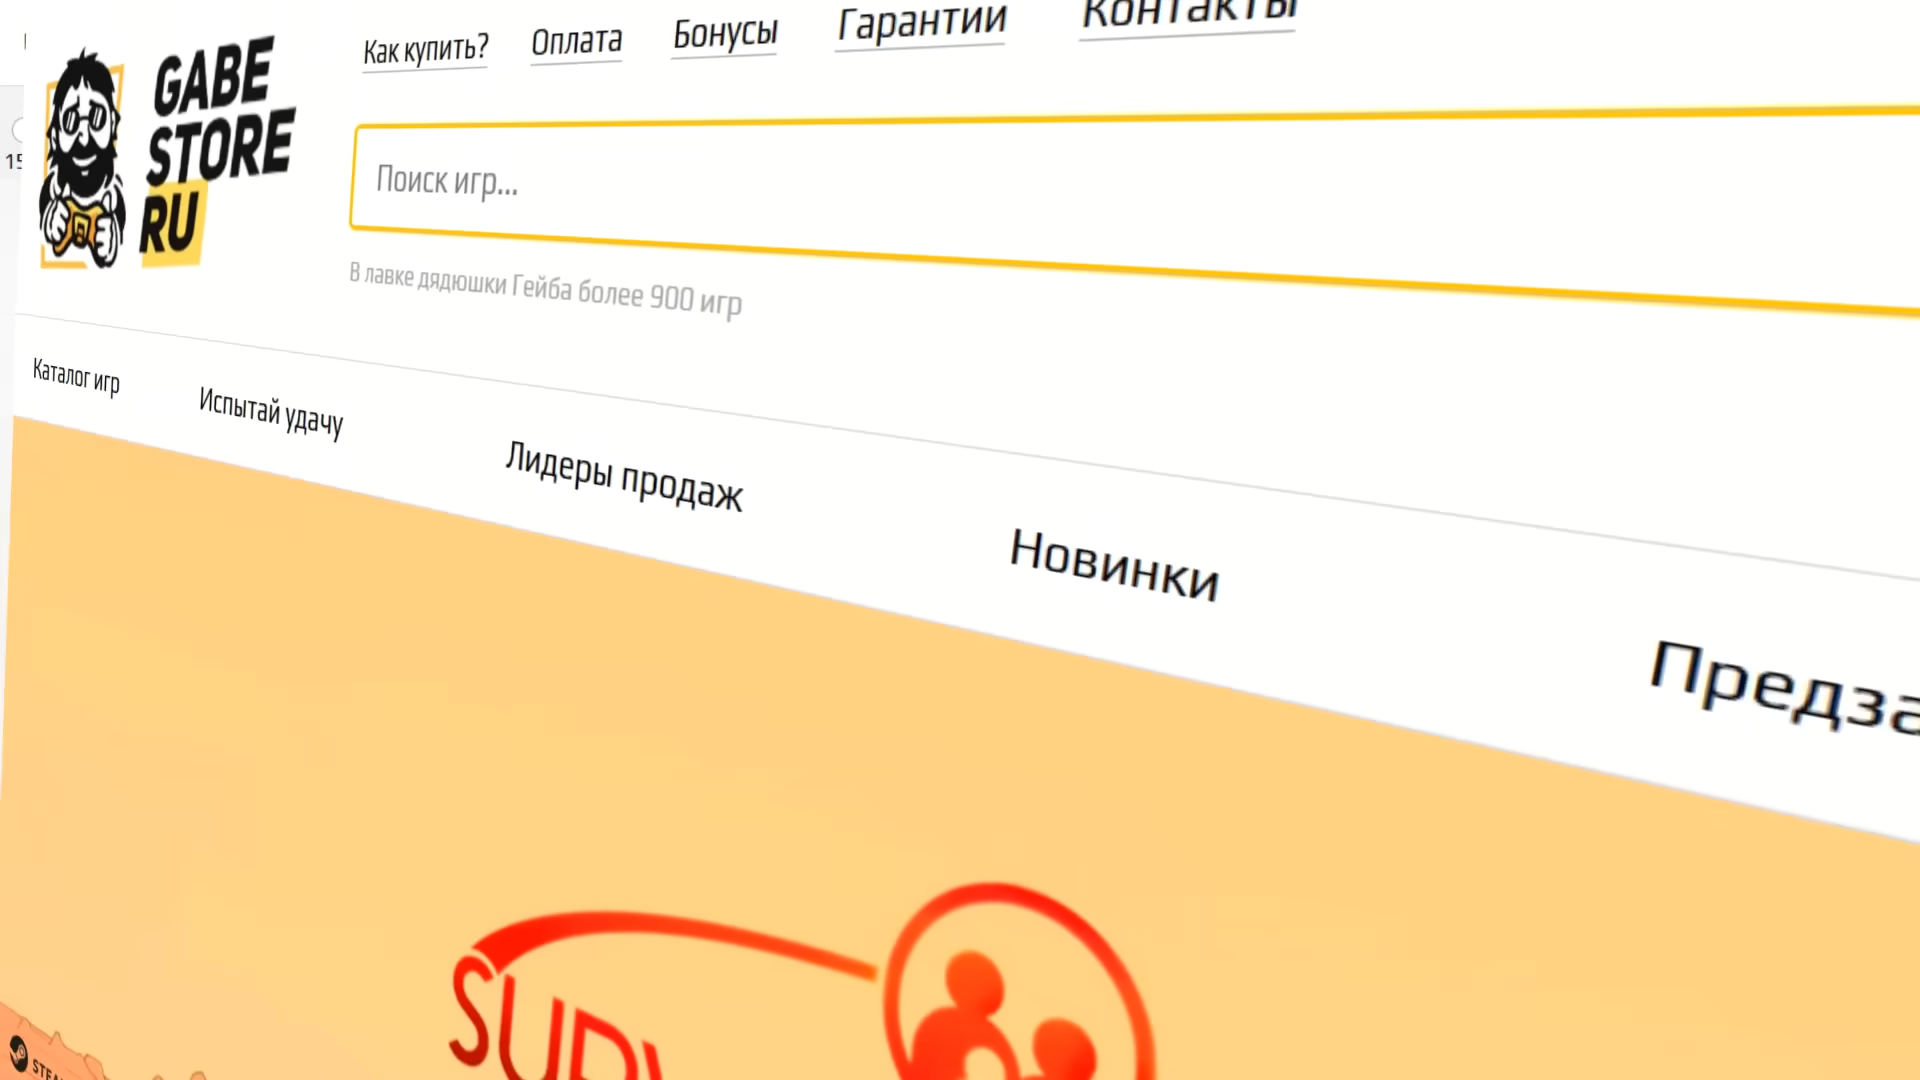 Как купить?
Оплата
Бонусы
Гарантии
Контакты
GABE
STORE
RU
Поиск игр...
В лавке дядюшки Гейба более 900 игр
Каталог игр
Испытай удачу
Лидеры продаж
Новинки